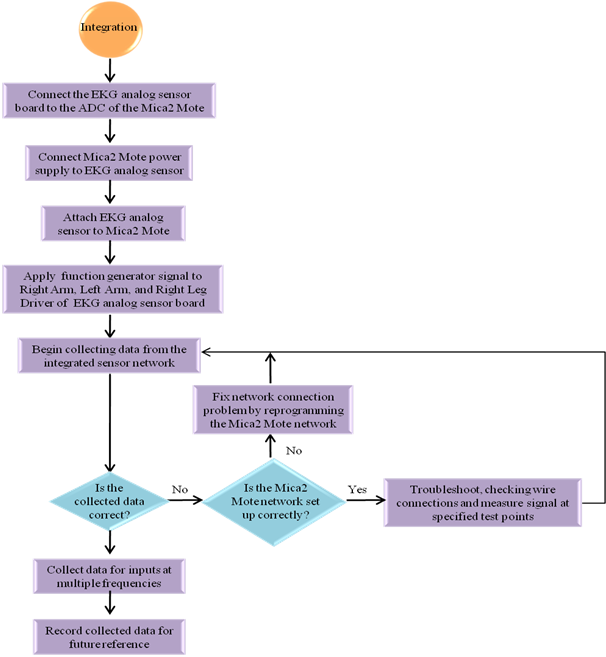 Integration
Connect the EKG analog sensor
board to the ADC of the Mica2 Mote
Connect Mica2 Mote power
supply to EKG analog sensor
Attach EKG analog
sensor to Mica2 Mote
Apply function generator signal to
Right Arm, Left Arm, and Right Leg
Driver of EKG analog sensor board
Begin collecting data from the
integrated sensor network
Fix network connection
problem by reprogramming
the Mica2 Mote network
No
Is the
collected data
correct?
No
Is the Mica2
Mote network set
up correctly?
Yes
Troubleshoot, checking wire
connections and measure signal at
specified test points
Collect data for inputs at
multiple frequencies
Record collected data for
future reference